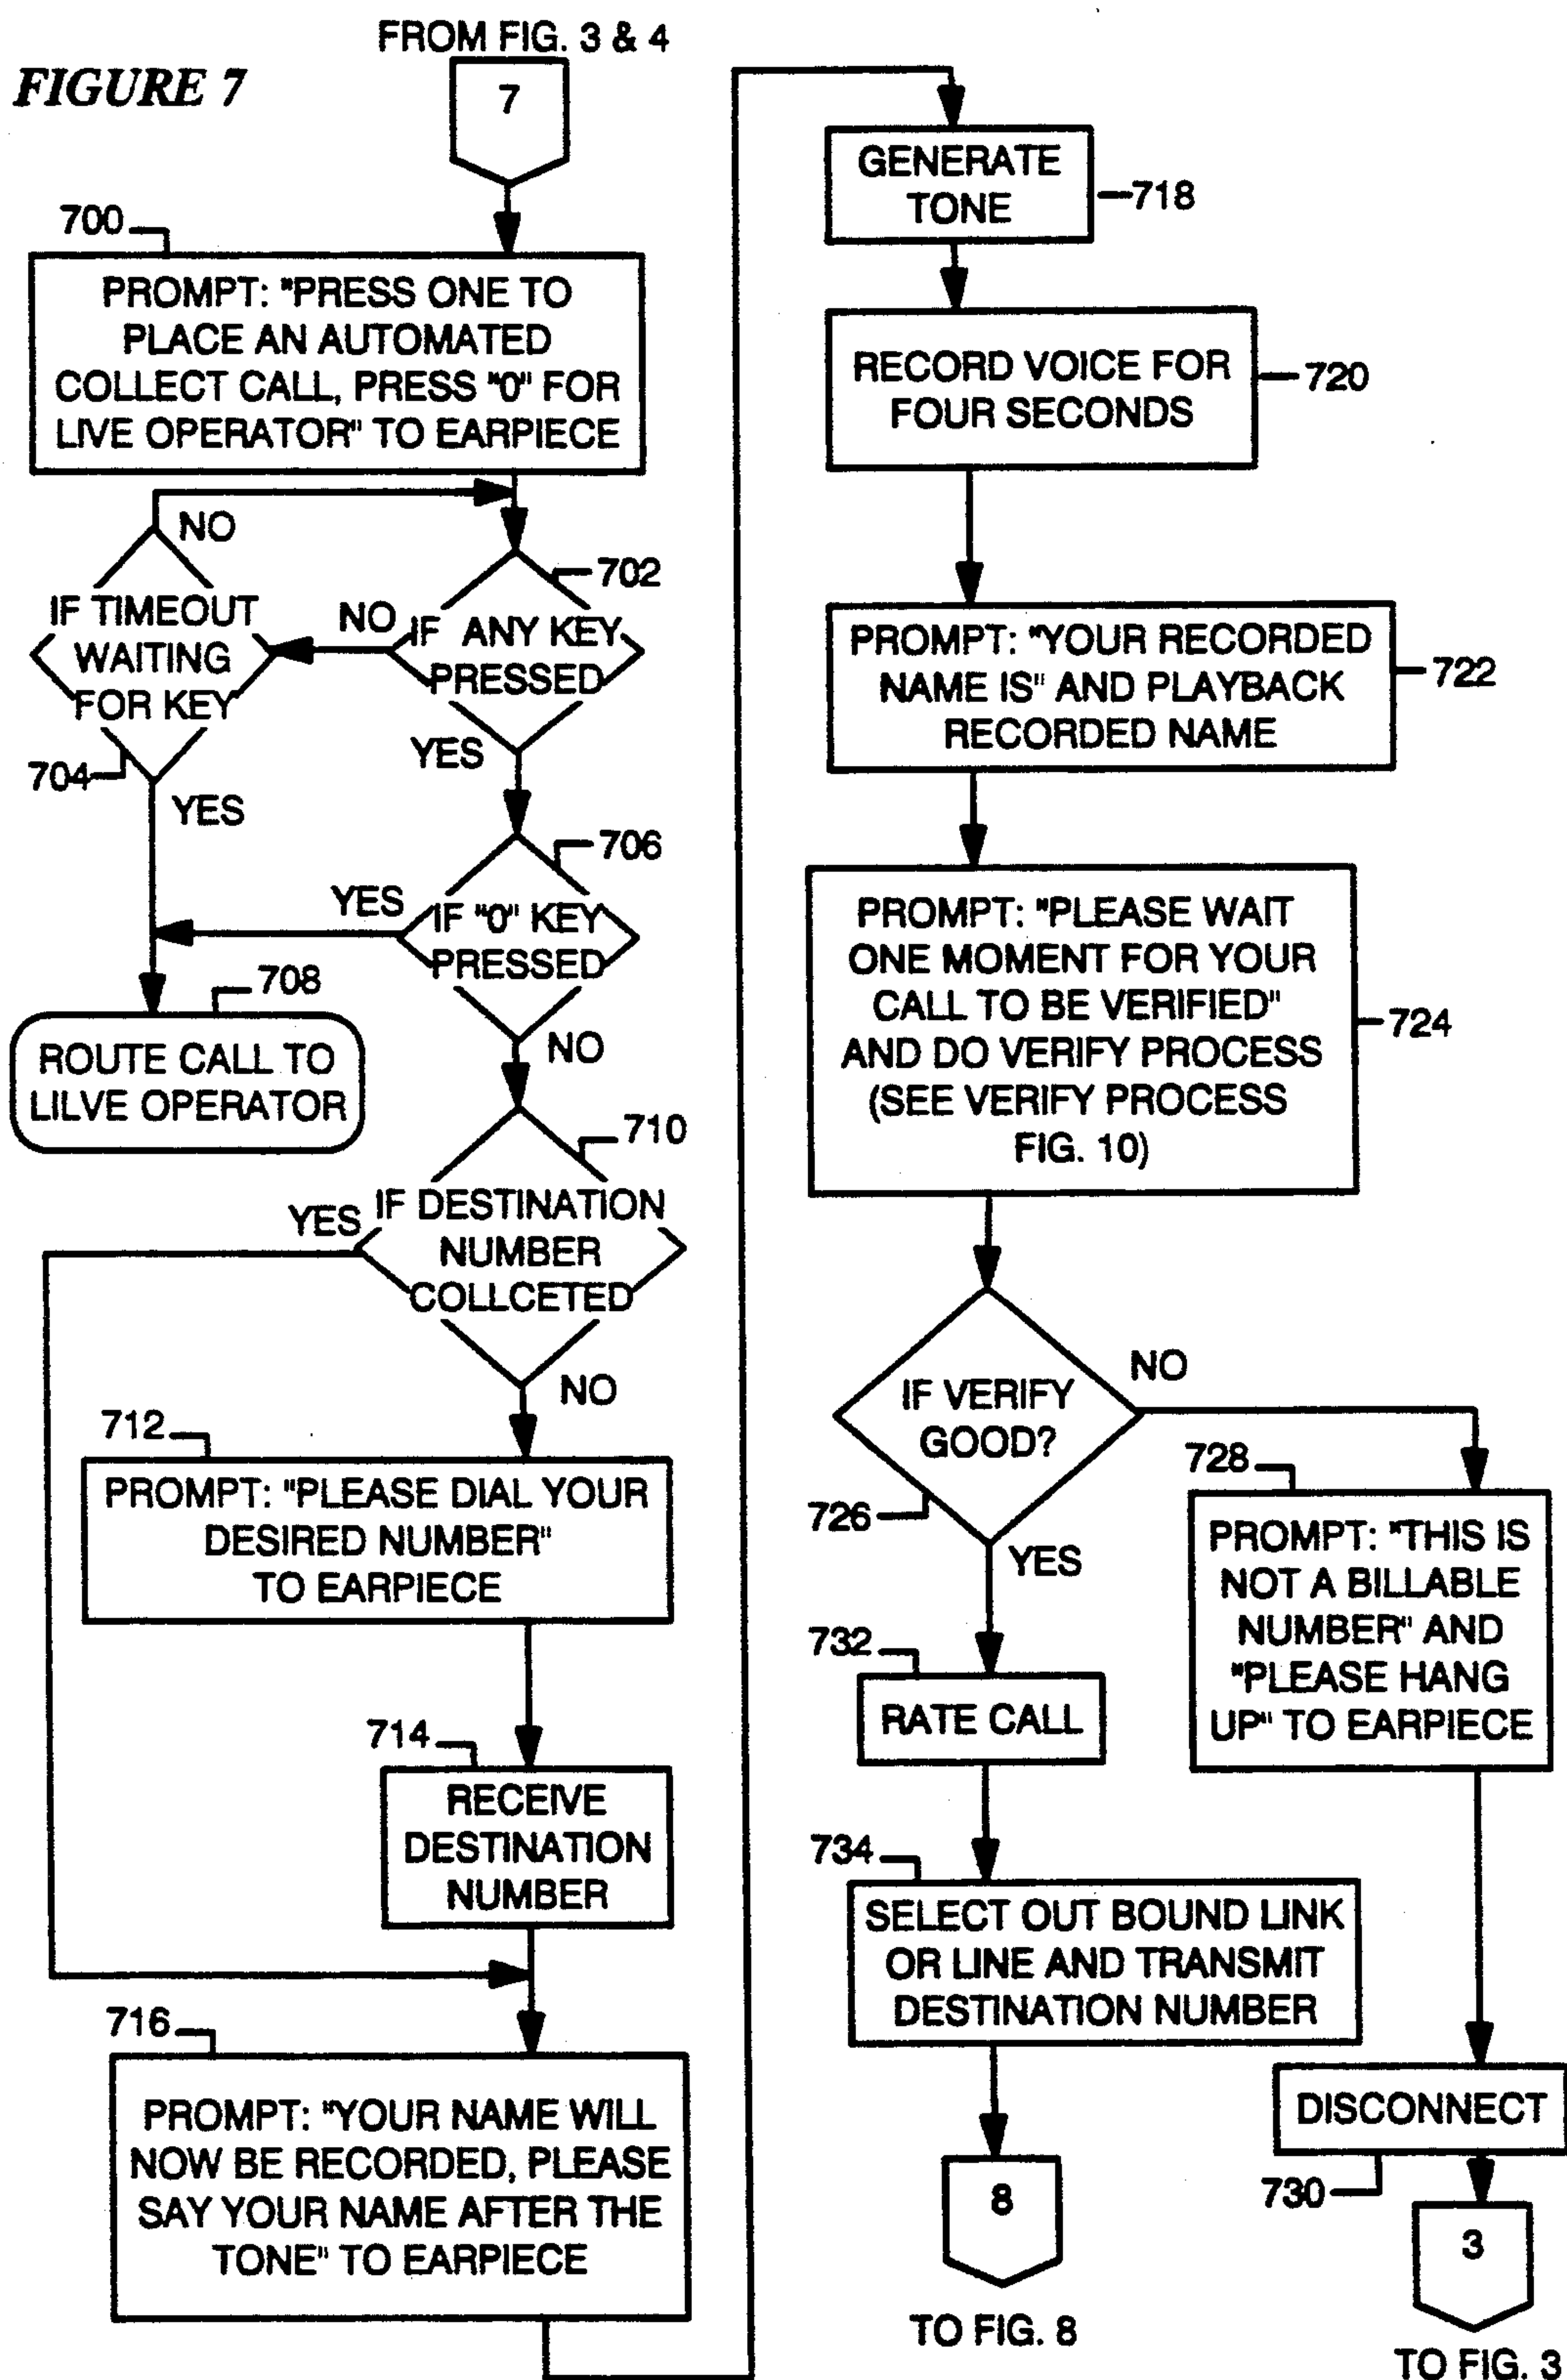 FROM FIG. 3 & 4
FIGURE 7
7
700
PROMPT: "PRESS ONE TO
PLACE AN AUTOMATED
COLLECT CALL, PRESS "0" FOR
LIVE OPERATOR" TO EARPIECE
NO
702
IF TIMEOUT
WAITING
FOR KEY
NO
IF ANY KEY
PRESSED
704
YES
YES
706
YES
IF "0" KEY
PRESSED
708
NO
ROUTE CALL TO
LILVE OPERATOR
710
YES
IF DESTINATION
NUMBER
COLLCETED
NO
712
PROMPT: "PLEASE DIAL YOUR
DESIRED NUMBER"
TO EARPIECE
714
RECEIVE
DESTINATION
NUMBER
716
PROMPT: "YOUR NAME WILL
NOW BE RECORDED, PLEASE
SAY YOUR NAME AFTER THE
TONE" TO EARPIECE
GENERATE
TONE
718
RECORD VOICE FOR
FOUR SECONDS
720
PROMPT: "YOUR RECORDED
NAME IS" AND PLAYBACK
RECORDED NAME
722
PROMPT: "PLEASE WAIT
ONE MOMENT FOR YOUR
CALL TO BE VERIFIED"
AND DO VERIFY PROCESS
(SEE VERIFY PROCESS
FIG. 10)
724
IF VERIFY
GOOD?
NO
726
YES
728
PROMPT: "THIS IS
NOT A BILLABLE
NUMBER" AND
"PLEASE HANG
UP" TO EARPIECE
732
RATE CALL
734
SELECT OUT BOUND LINK
OR LINE AND TRANSMIT
DESTINATION NUMBER
DISCONNECT
730
8
3
TO FIG. 8
TO FIG. 3